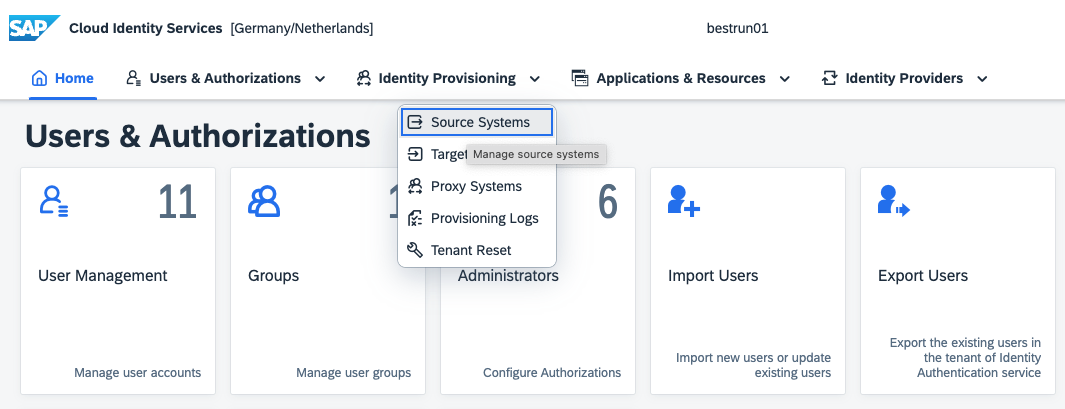 SAP Cloud Identity Services [Germany/Netherlands] bestrun01
Home Users & Authorizations Identity Provisioning Applications & Resources Identity Providers
Source Systems
Target
Manage source systems
Proxy Systems
Provisioning Logs
Tenant Reset
Users & Authorizations
11
6
User Management
Groups
Administrators
Import Users
Export Users
Manage user accounts
Manage user groups
Configure Authorizations
Import new users or update
existing users
Export the existing users in
the tenant of Identity
Authentication service